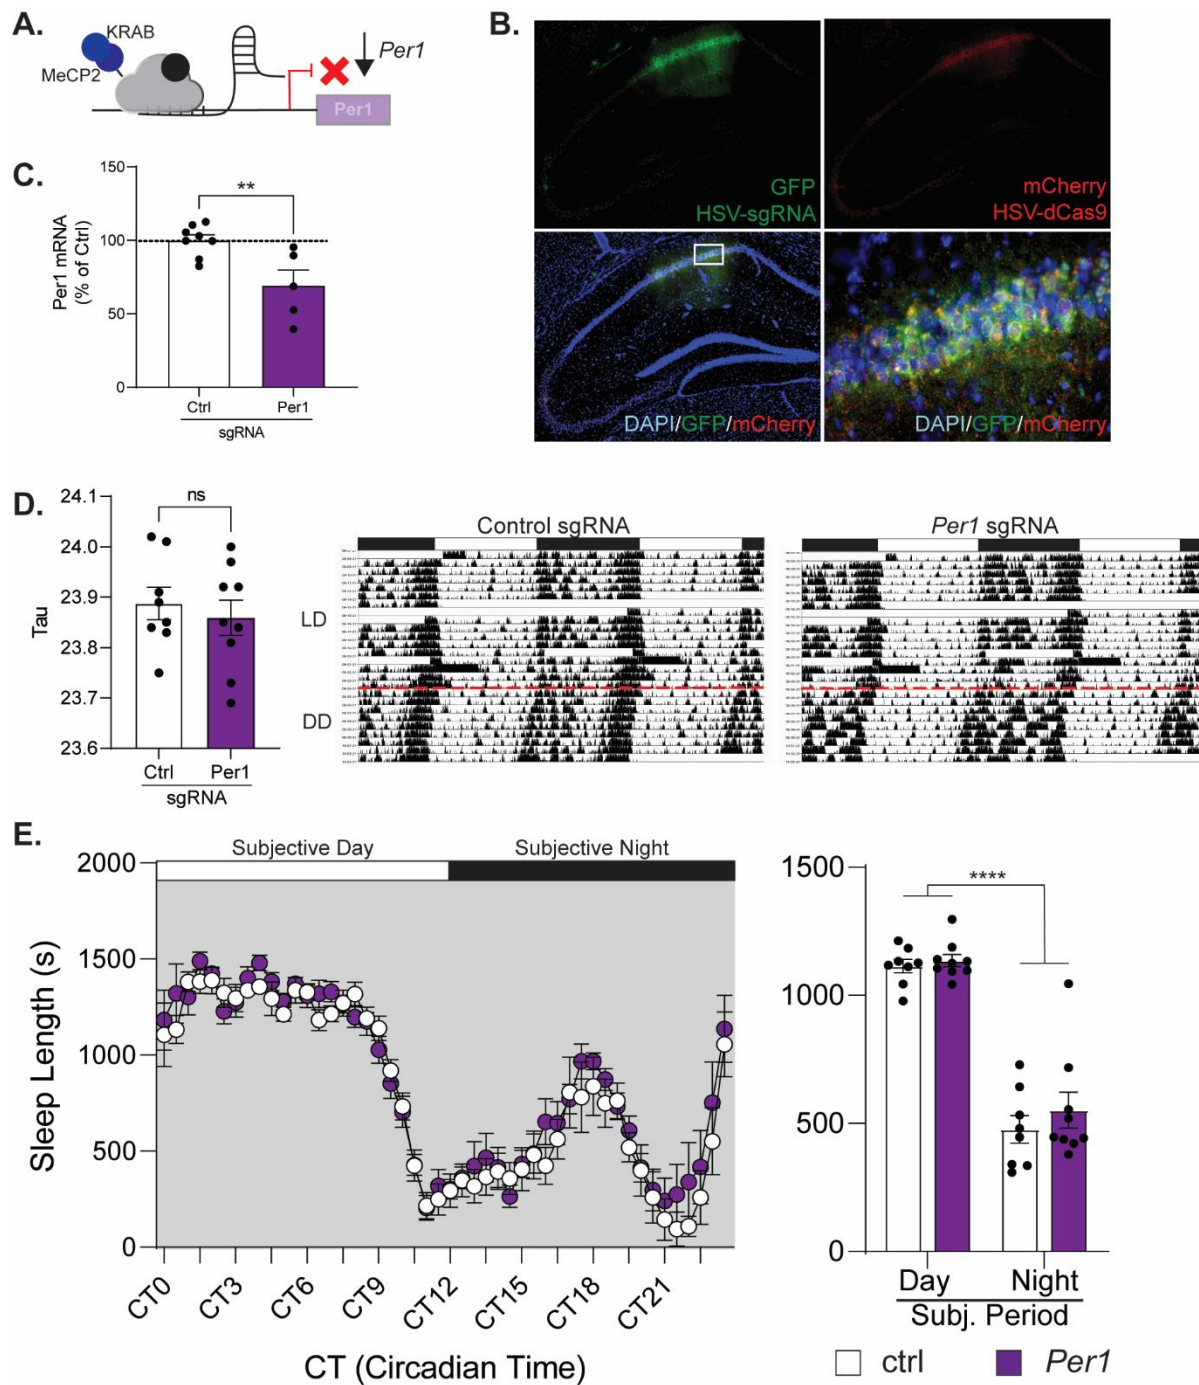 A.
KRAB
MeCP2
Per1
Per1
B.
GFP
HSV-sgRNA
mCherry
HSV-dCas9
DAPI/GFP/mCherry
DAPI/GFP/mCherry
C.
150
100
50
0
Per1 mRNA
(% of Ctrl)
**
Ctrl
Per1
sgRNA
D.
24.1
24.0
23.9
23.8
23.7
23.6
Tau
ns
Ctrl
Per1
sgRNA
Control sgRNA
Per1 sgRNA
LD
DD
E.
Subjective Day
Subjective Night
2000
1500
1000
500
0
Sleep Length (s)
CT0
CT3
CT6
CT9
CT12
CT15
CT18
CT21
CT (Circadian Time)
1500
1000
500
0
****
Day
Night
Subj. Period
ctrl
Per1